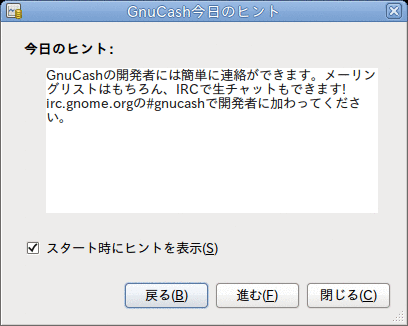 GnuCash今日のヒント
今日のヒント:
GnuCashの開発者には簡単に連絡ができます。メーリン
グリストはもちろん、IRCで生チャットもできます!
irc.gnome.orgの#gnucashで開発者に加わってくださ
い。
スタート時にヒントを表示(S)
戻る(B) 進む(F) 閉じる(C)